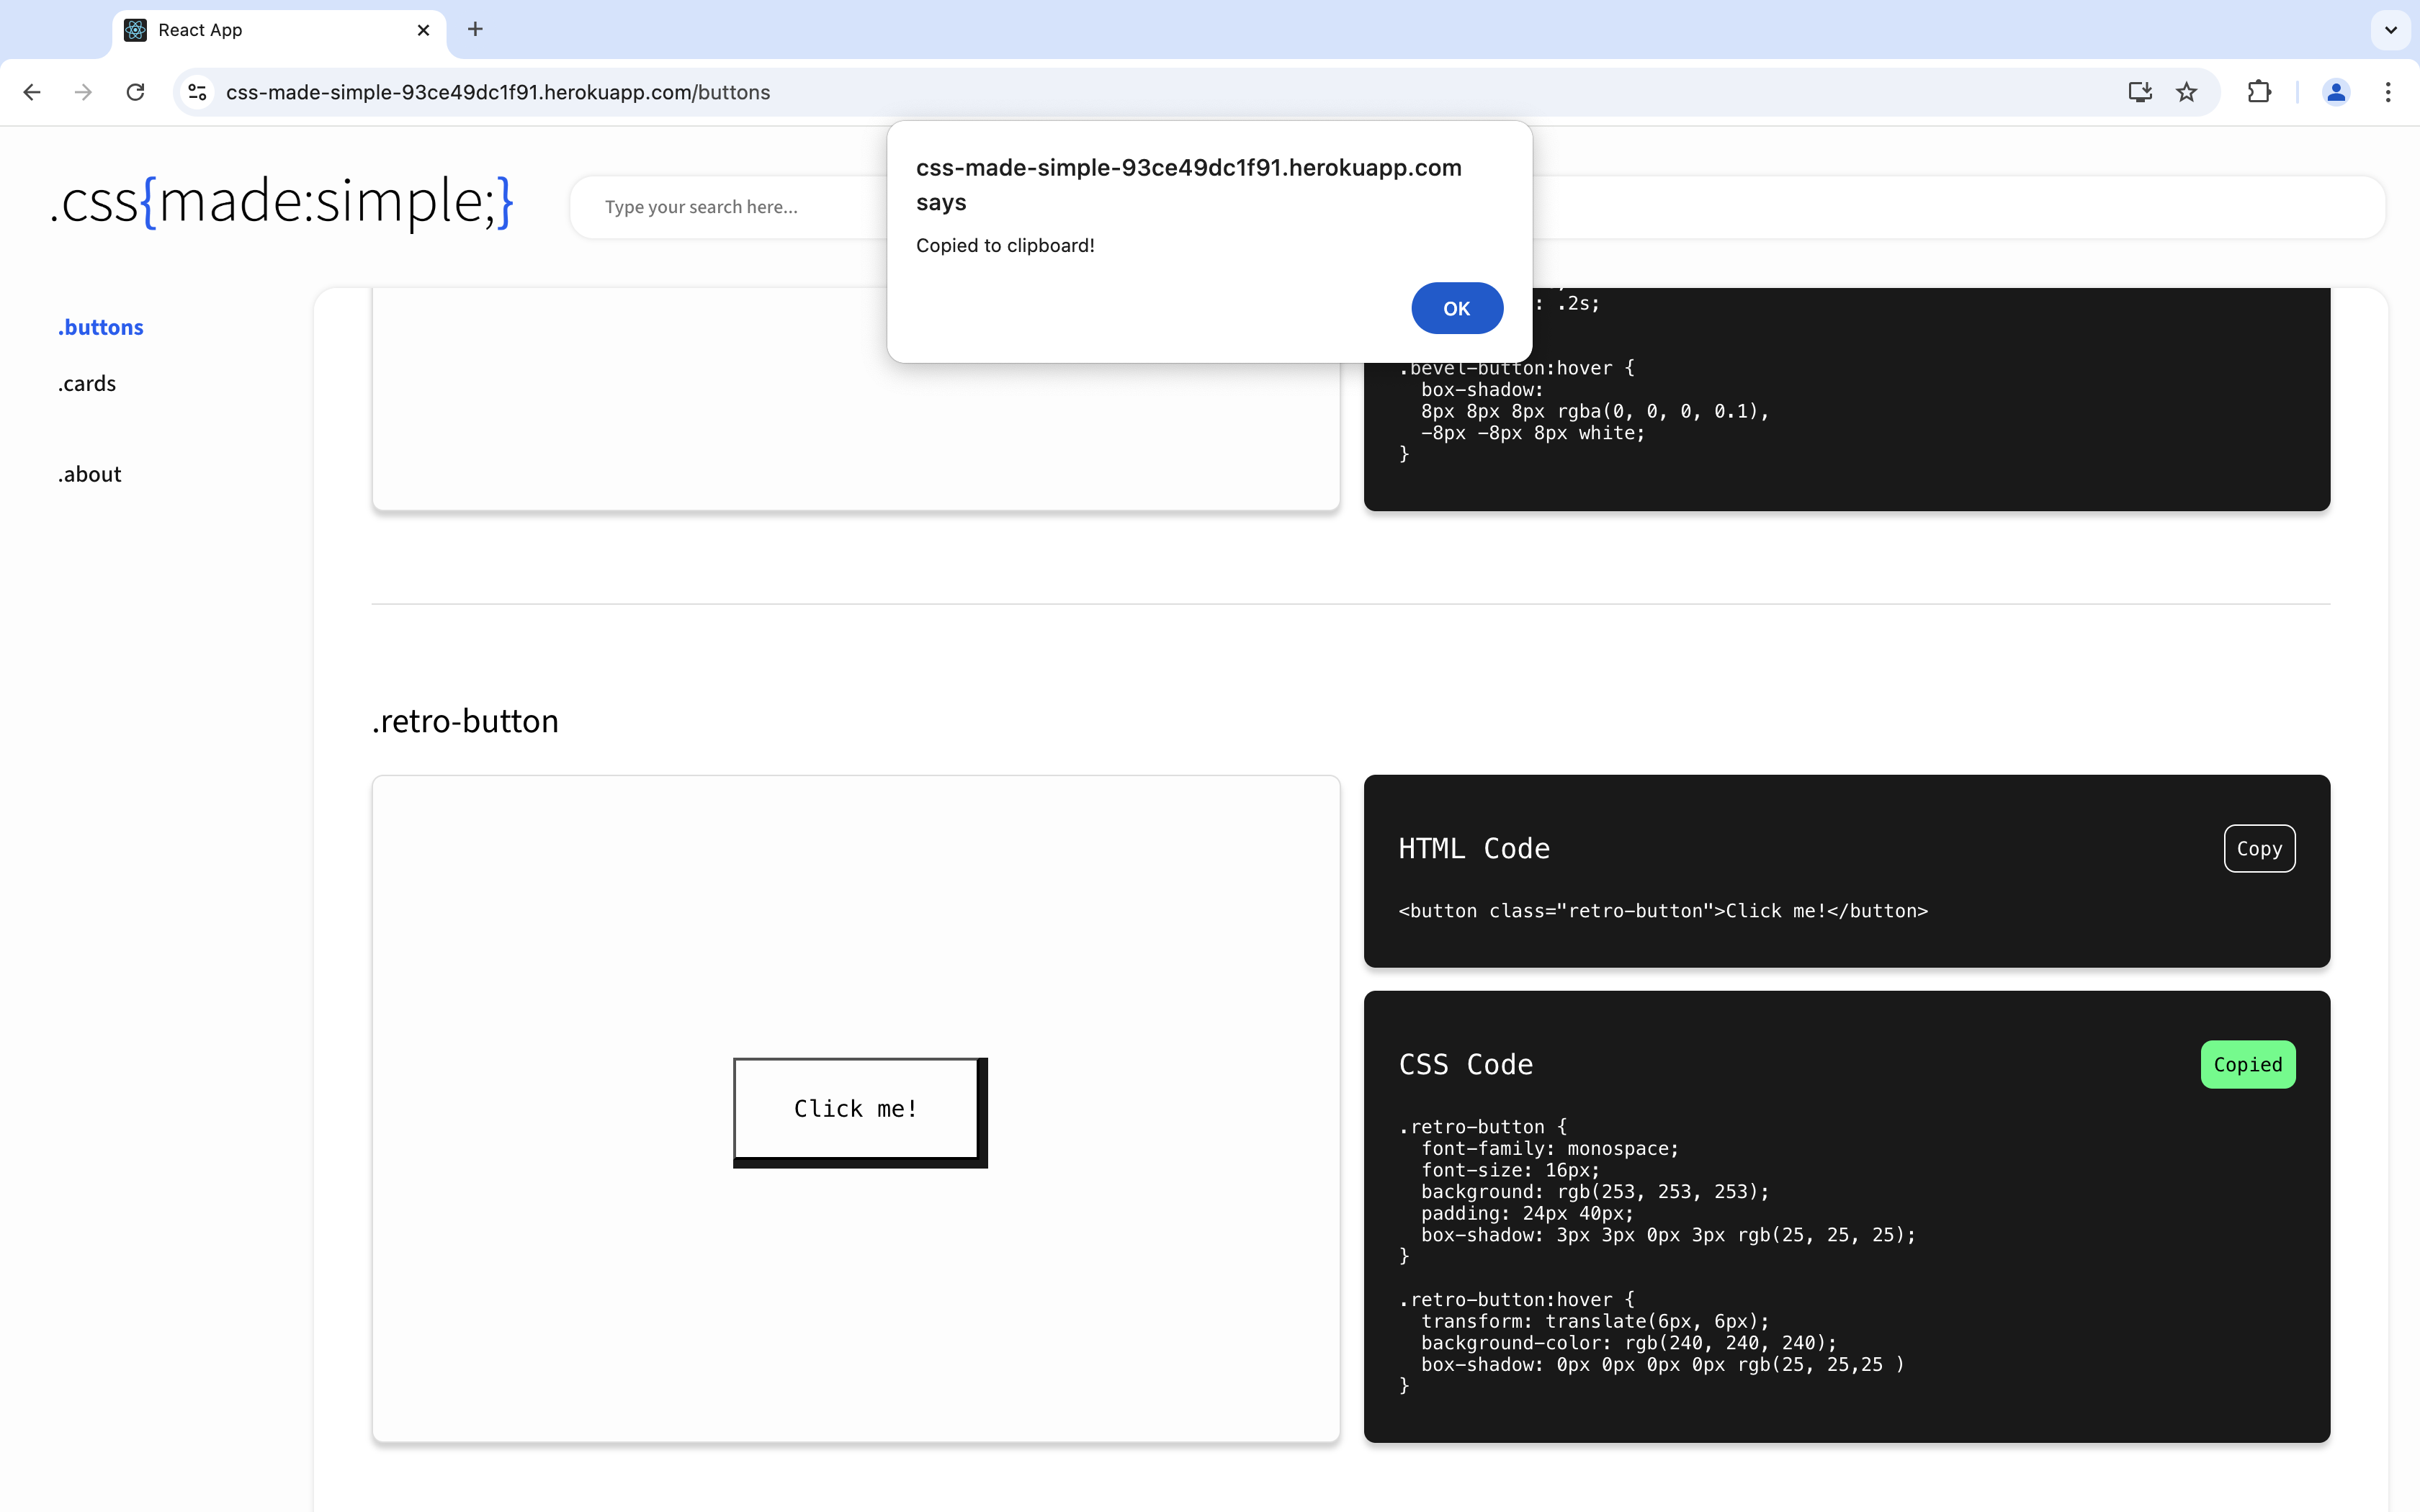 React App
css-made-simple-93ce49dc1f91.herokuapp.com/buttons
css-made-simple-93ce49dc1f91.herokuapp.com
says
Copied to clipboard!
OK
.css{made:simple;}
Type your search here...
.buttons
.cards
.about
: .2s;
.bevel-button:hover {
box-shadow:
8px 8px 8px rgba(0, 0, 0, 0.1),
-8px -8px 8px white;
}
.retro-button
Click me!
HTML Code
Copy
<button class="retro-button">Click me!</button>
CSS Code
Copied
.retro-button {
font-family: monospace;
font-size: 16px;
background: rgb(253, 253, 253);
padding: 24px 40px;
box-shadow: 3px 3px 0px 3px rgb(25, 25, 25);
}
.retro-button:hover {
transform: translate(6px, 6px);
background-color: rgb(240, 240, 240);
box-shadow: 0px 0px 0px 0px rgb(25, 25,25 )
}